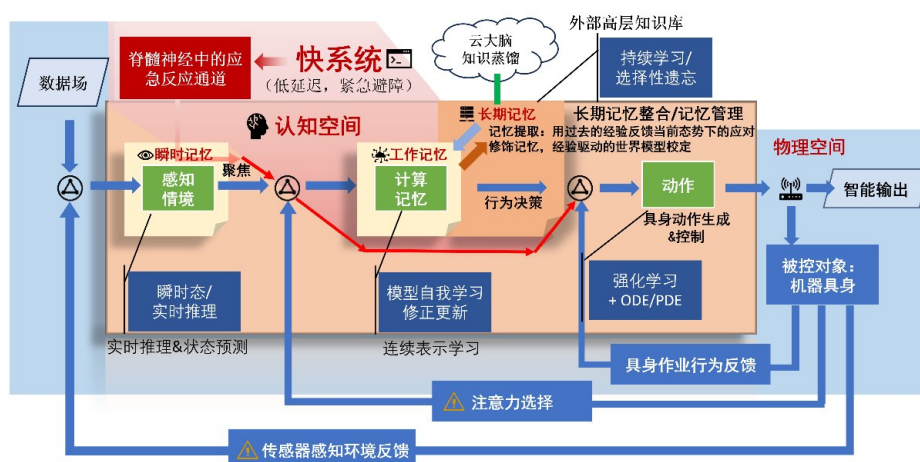 外部高层知识库
脊髓神经中的应
急反应通道
快系统
（低延迟，紧急避障）
云大脑
知识蒸馏
持续学习/
选择性遗忘
数据场
认知空间
长期记忆
长期记忆整合/记忆管理
记忆提取：用过去的经验反馈当前态势下的应对
修饰记忆，经验驱动的世界模型校定
物理空间
瞬时记忆
聚焦
工作记忆
感知
情境
计算
记忆
行为决策
动作
具身动作生成
&控制
智能输出
瞬时态/
实时推理
模型自我学习
修正更新
强化学习
+ ODE/PDE
被控对象：
机器具身
实时推理&状态预测
连续表示学习
具身作业行为反馈
注意力选择
传感器感知环境反馈